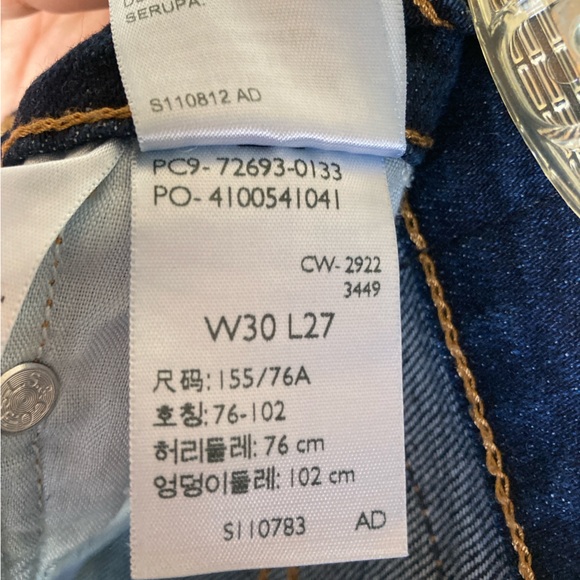 SERUPA.
S110812 AD
PC9- 72693-0133
PO- 4100541041
CW- 2922
3449
W30 L27
尺码: 155/76A
호칭: 76-102
허리둘레: 76 cm
엉덩이둘레: 102 cm
S110783 AD